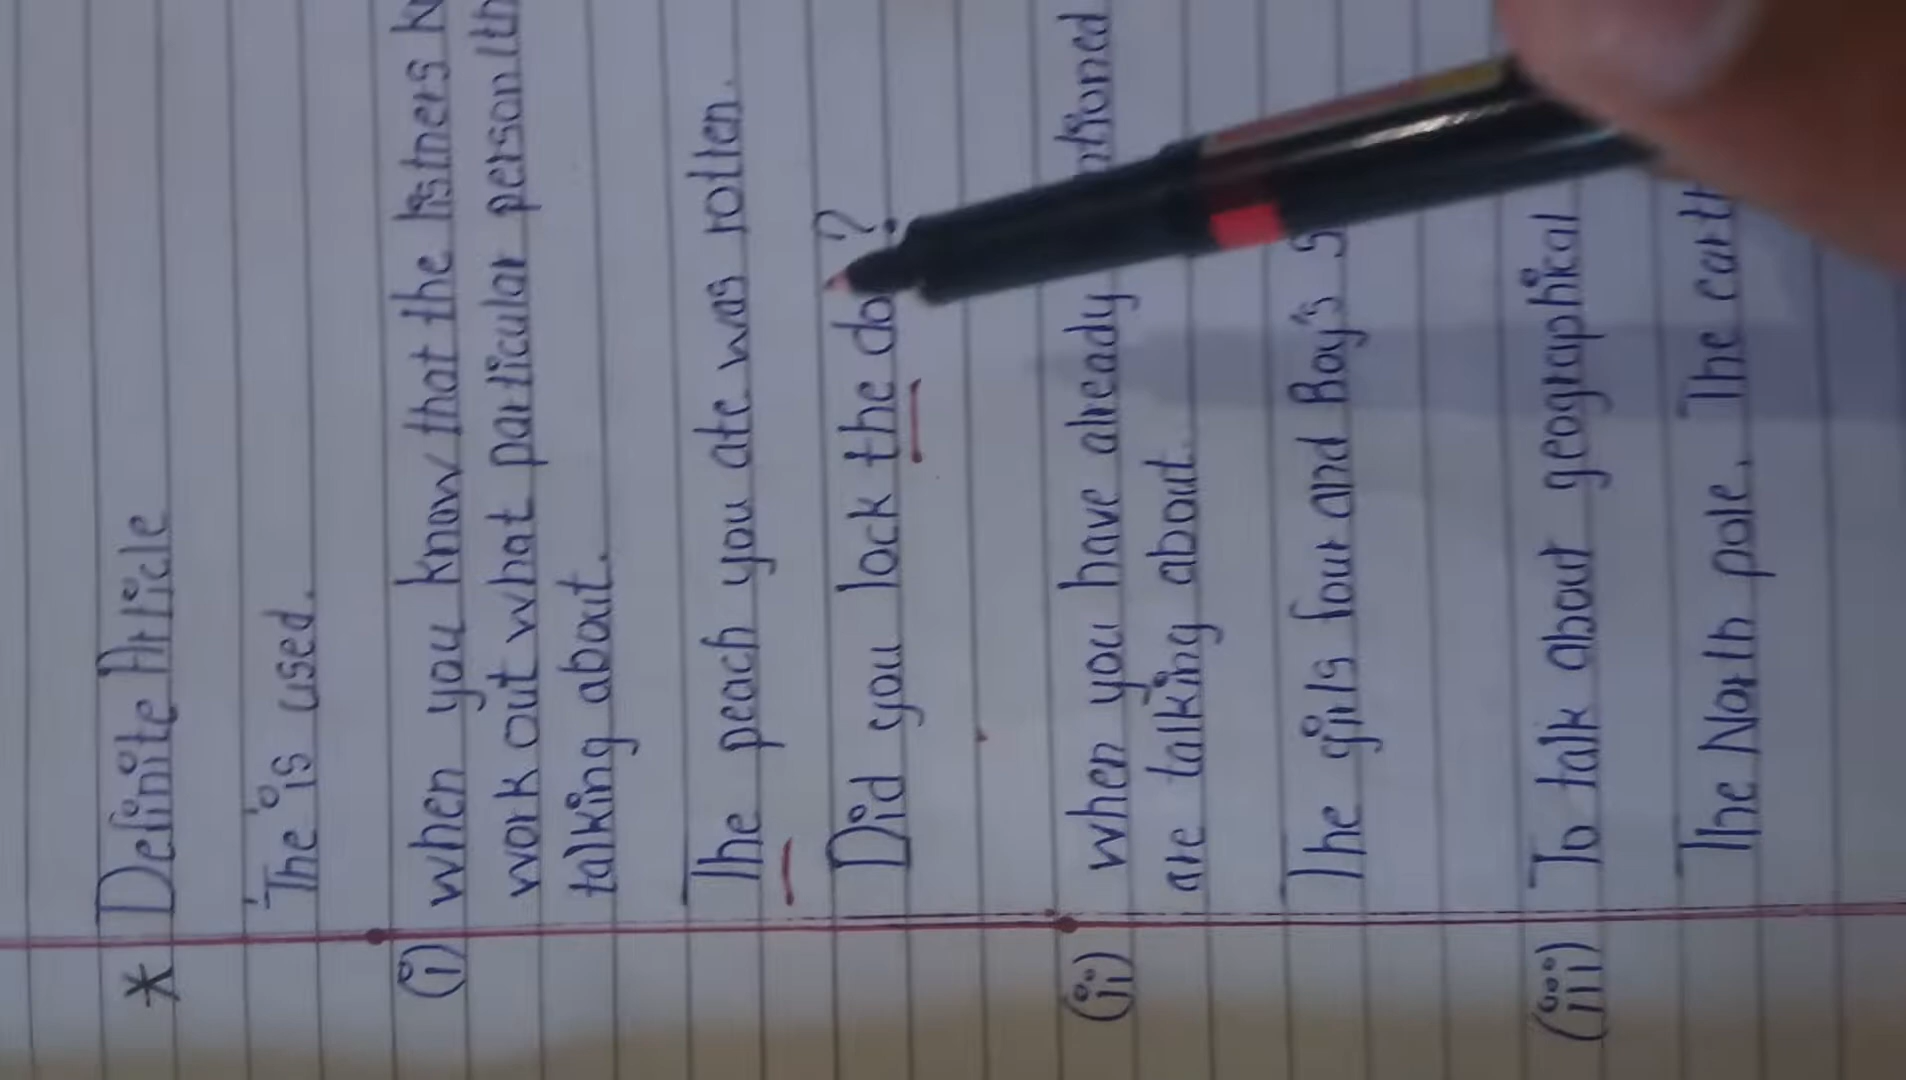 * Definite Article
'The' is used.
(i) when you know that the listners
work out what particular person
talking about.
The peach you ate was rotten.
Did you lock the ?
(ii) when you have already
are talking about.
The girls four and Boy's
(iii) To talk about geographical
The North pole, The